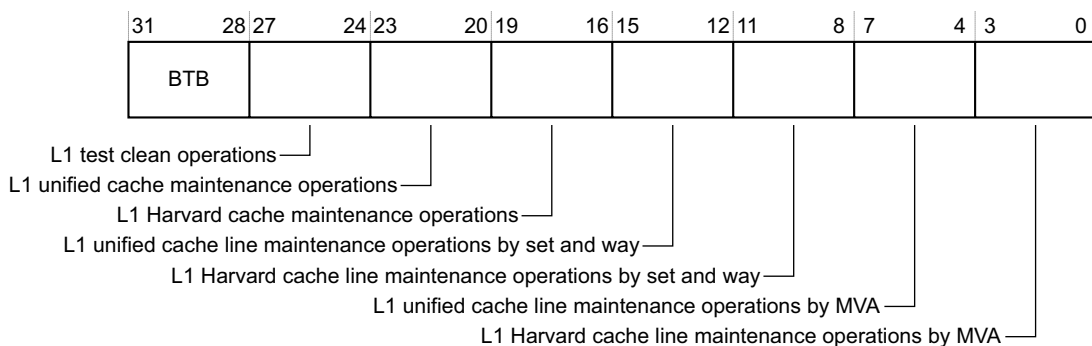 31 28 27 24 23 20 19 16 15 12 11 8 7 4 3 0
BTB
L1 test clean operations
L1 unified cache maintenance operations
L1 Harvard cache maintenance operations
L1 unified cache line maintenance operations by set and way
L1 Harvard cache line maintenance operations by set and way
L1 unified cache line maintenance operations by MVA
L1 Harvard cache line maintenance operations by MVA